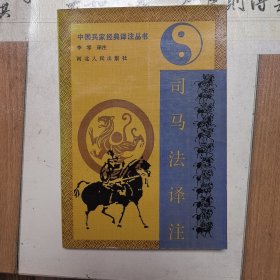 中国兵家经典译注丛书
李零 译注
河北人民出版社
司马法译注